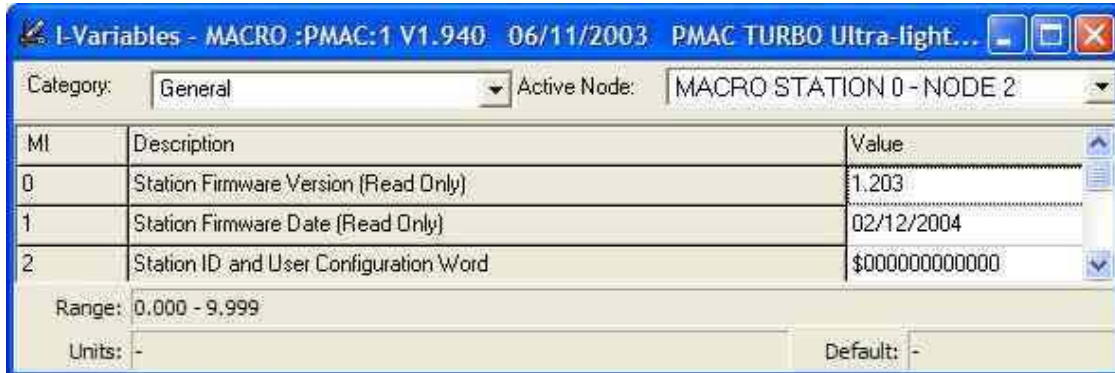 I-Variables - MACRO :PMAC:1 V1.940 06/11/2003 PMAC TURBO Ultra-light...
Category: General Active Node: MACRO STATION 0 - NODE 2
MI Description Value
0 Station Firmware Version (Read Only) 1.203
1 Station Firmware Date (Read Only) 02/12/2004
2 Station ID and User Configuration Word $000000000000
Range: 0.000 - 9.999
Units: - Default: -